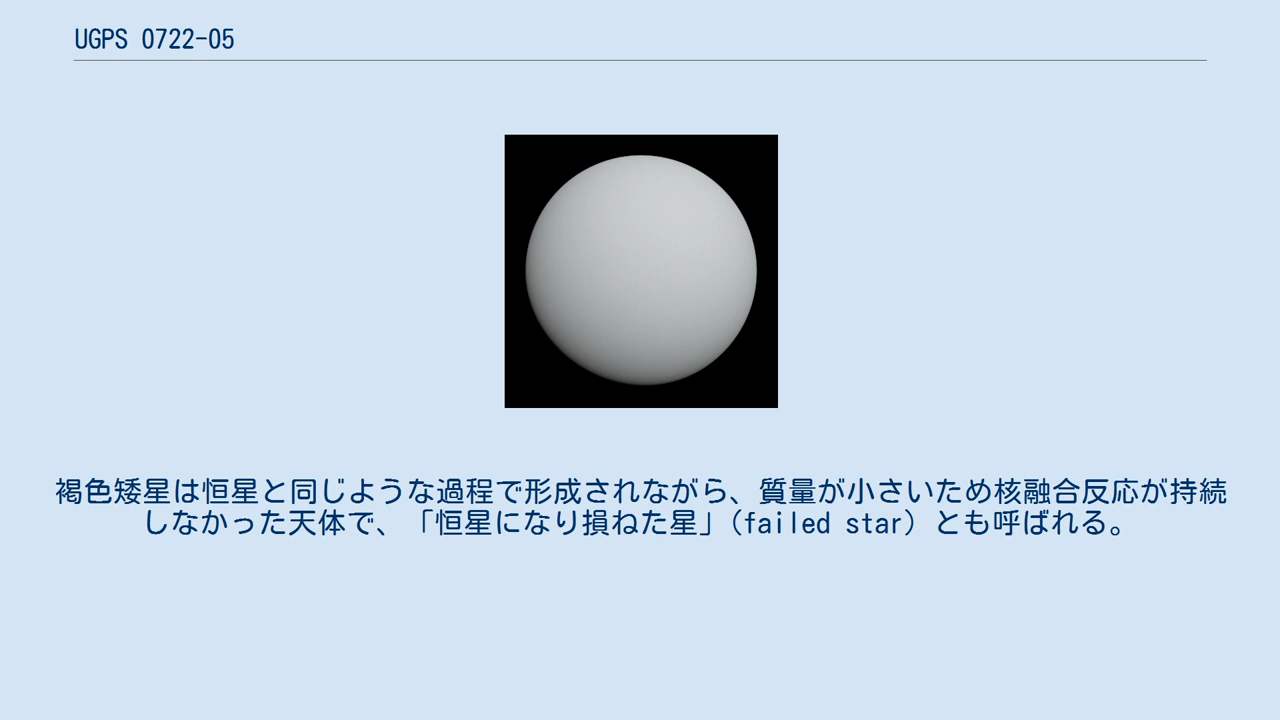 UGPS 0722-05
褐色矮星は恒星と同じような過程で形成されながら、質量が小さいため核融合反応が持続
しなかった天体で、「恒星になり損ねた星」(failed star) とも呼ばれる。